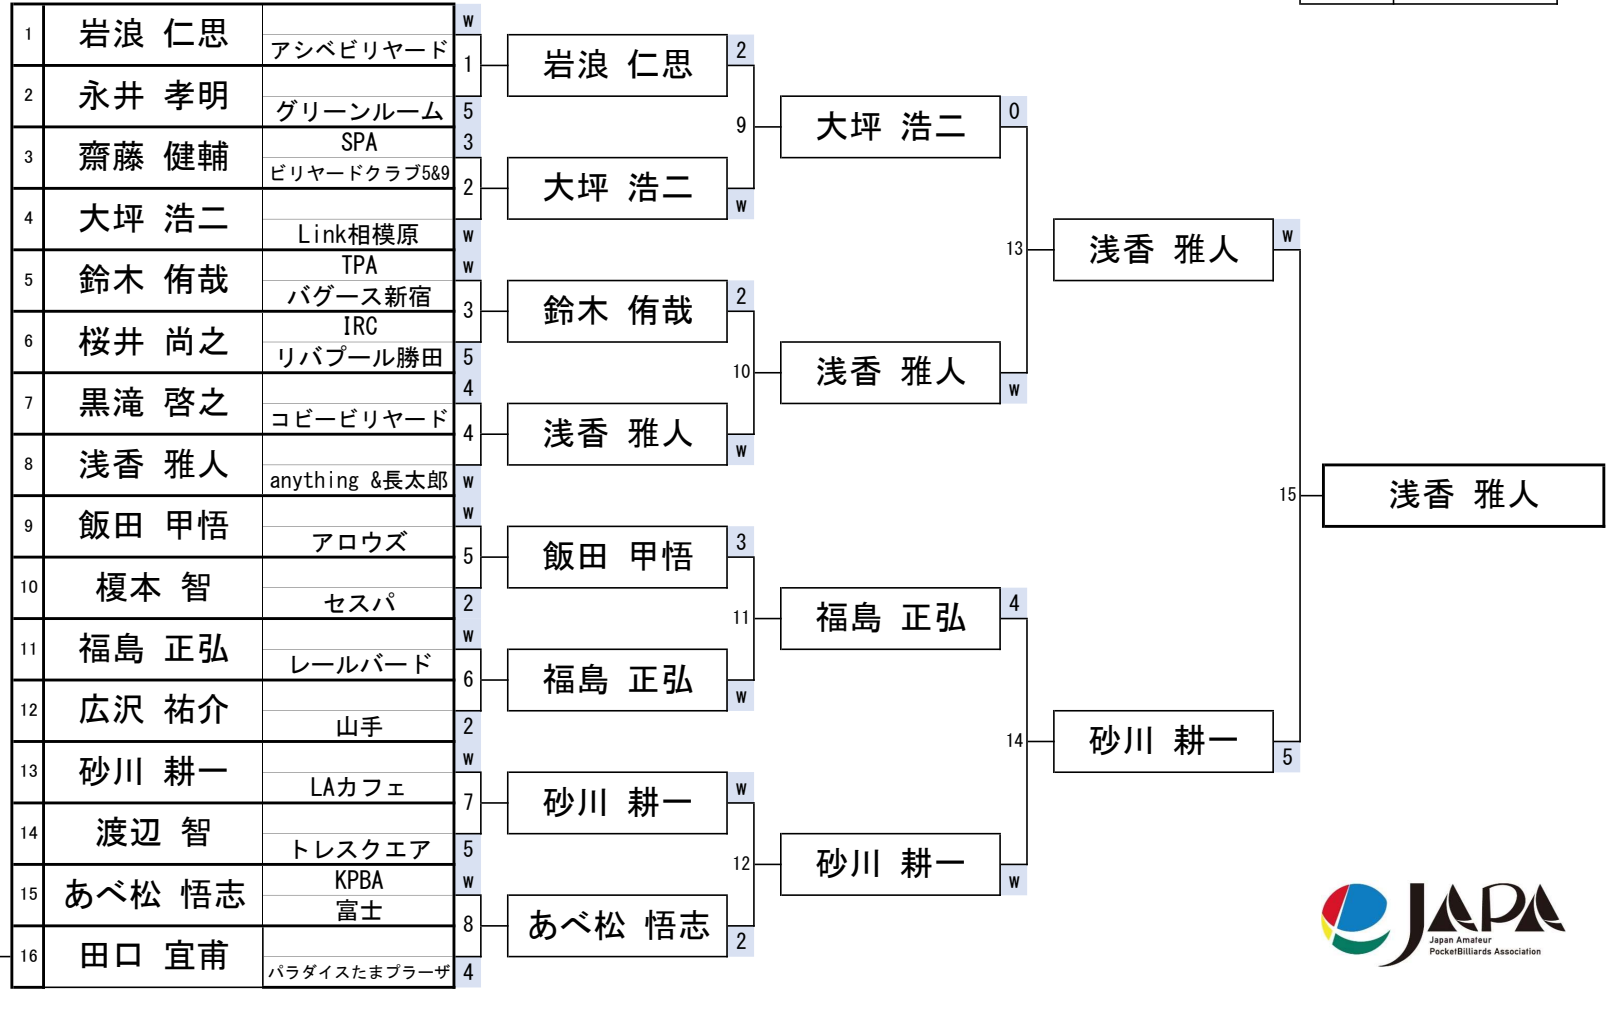 1 岩浪 仁思 アシベビリヤード W
2 永井 孝明 グリーンルーム 5
1
3 齋藤 健輔 SPA ビリヤードクラブ5&9 3
4 大坪 浩二 Link相模原 W
2
5 鈴木 侑哉 TPA バグース新宿 W
6 桜井 尚之 IRC リバプール勝田 5
3
7 黒滝 啓之 コビービリヤード 4
8 浅香 雅人 anything &長太郎 W
4
9 飯田 甲悟 アロウズ W
10 榎本 智 セスパ 2
5
11 福島 正弘 レールバード W
12 広沢 祐介 山手 2
6
13 砂川 耕一 LAカフェ W
14 渡辺 智 トレスクエア 5
7
15 あべ松 悟志 KPBA 富士 W
16 田口 宜甫 パラダイスたまプラーザ 4
8
岩浪 仁思 2
9
大坪 浩二 W
鈴木 侑哉 2
10
浅香 雅人 W
飯田 甲悟 3
11
福島 正弘 W
砂川 耕一 W
12
あべ松 悟志 2
大坪 浩二 0
13
浅香 雅人 W
福島 正弘 4
14
砂川 耕一 W
浅香 雅人 W
15
砂川 耕一 5
浅香 雅人
JAPA
Japan Amateur
PocketBilliards Association